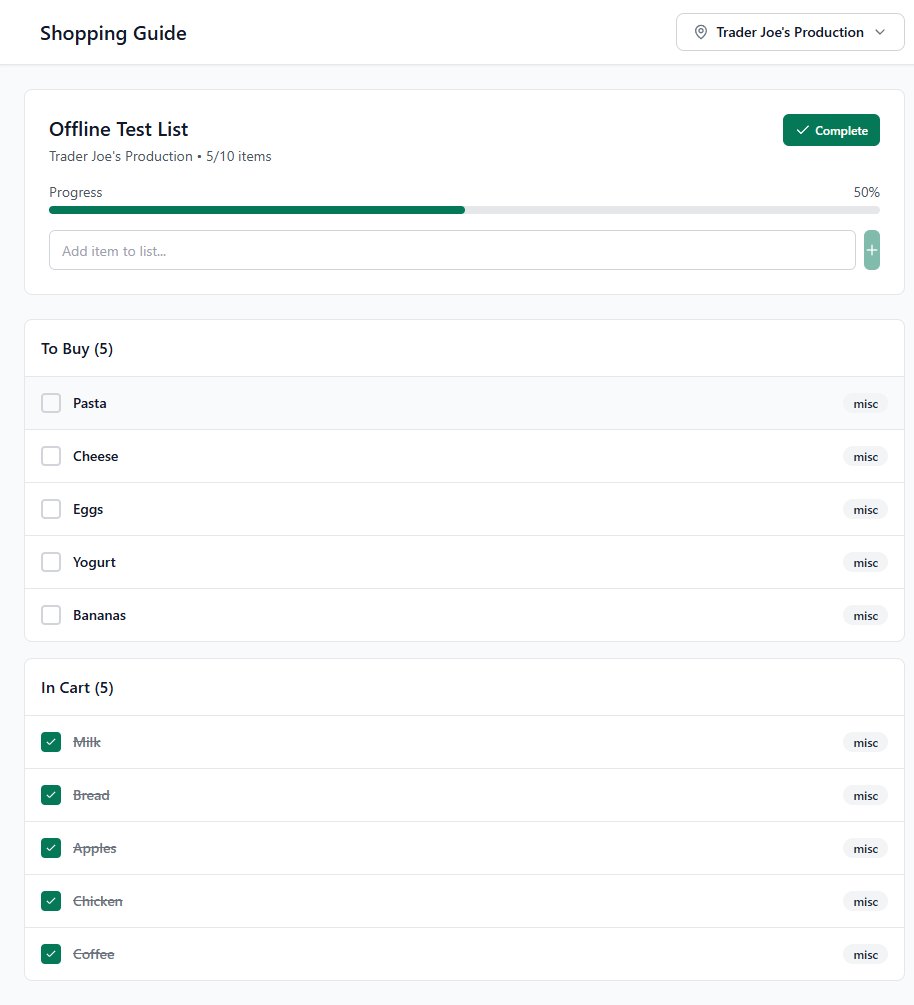 Shopping Guide
Trader Joe's Production
Offline Test List
Complete
Trader Joe's Production • 5/10 items
Progress
50%
Add item to list...
+
To Buy (5)
Pasta
misc
Cheese
misc
Eggs
misc
Yogurt
misc
Bananas
misc
In Cart (5)
Milk
misc
Bread
misc
Apples
misc
Chicken
misc
Coffee
misc